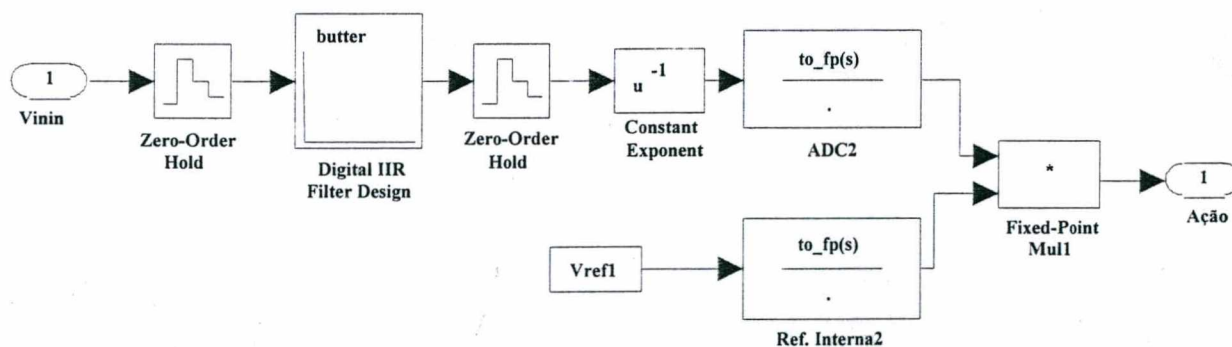 1
Vinin
Zero-Order
Hold
butter
Digital IIR
Filter Design
Zero-Order
Hold
u -1
Constant
Exponent
to_fp(s)
.
ADC2
Vref1
to_fp(s)
.
Ref. Interna2
*
Fixed-Point
Mul1
1
Ação